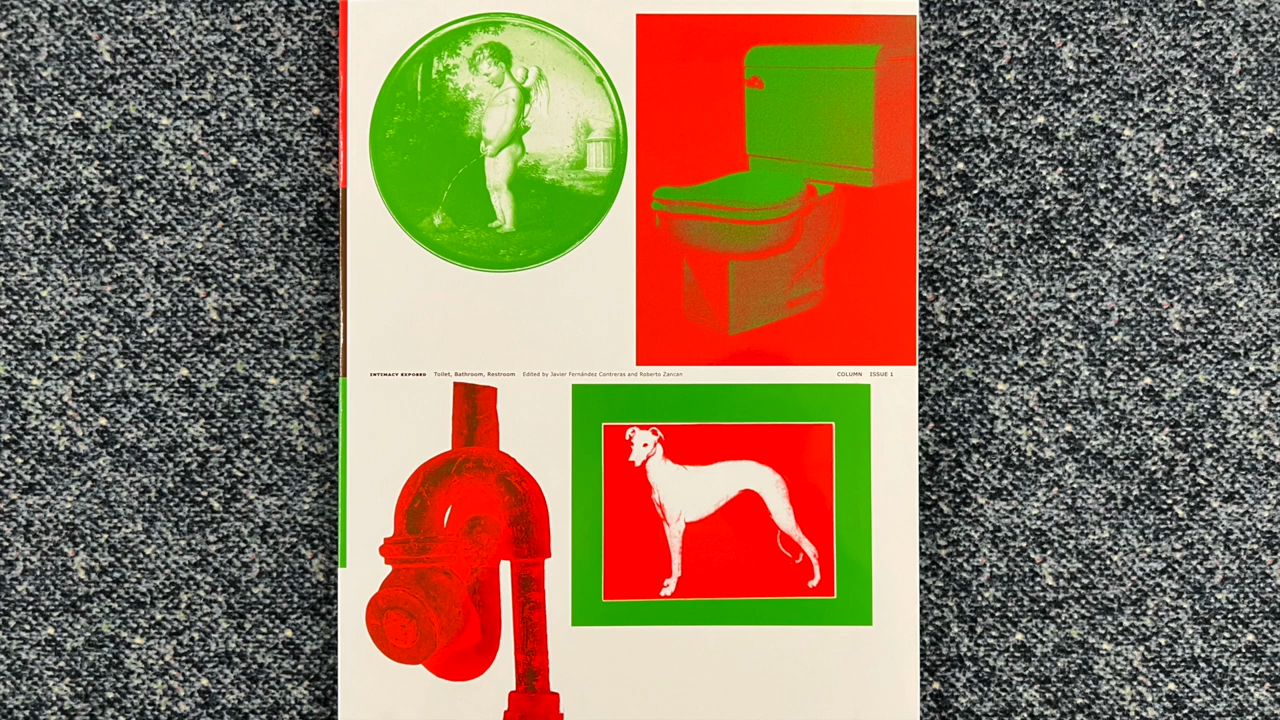 INTIMACY EXPOSED Toilet, Bathroom, Restroom Edited by Javier Fernández Contreras and Roberto Zancan COLUMN ISSUE 1